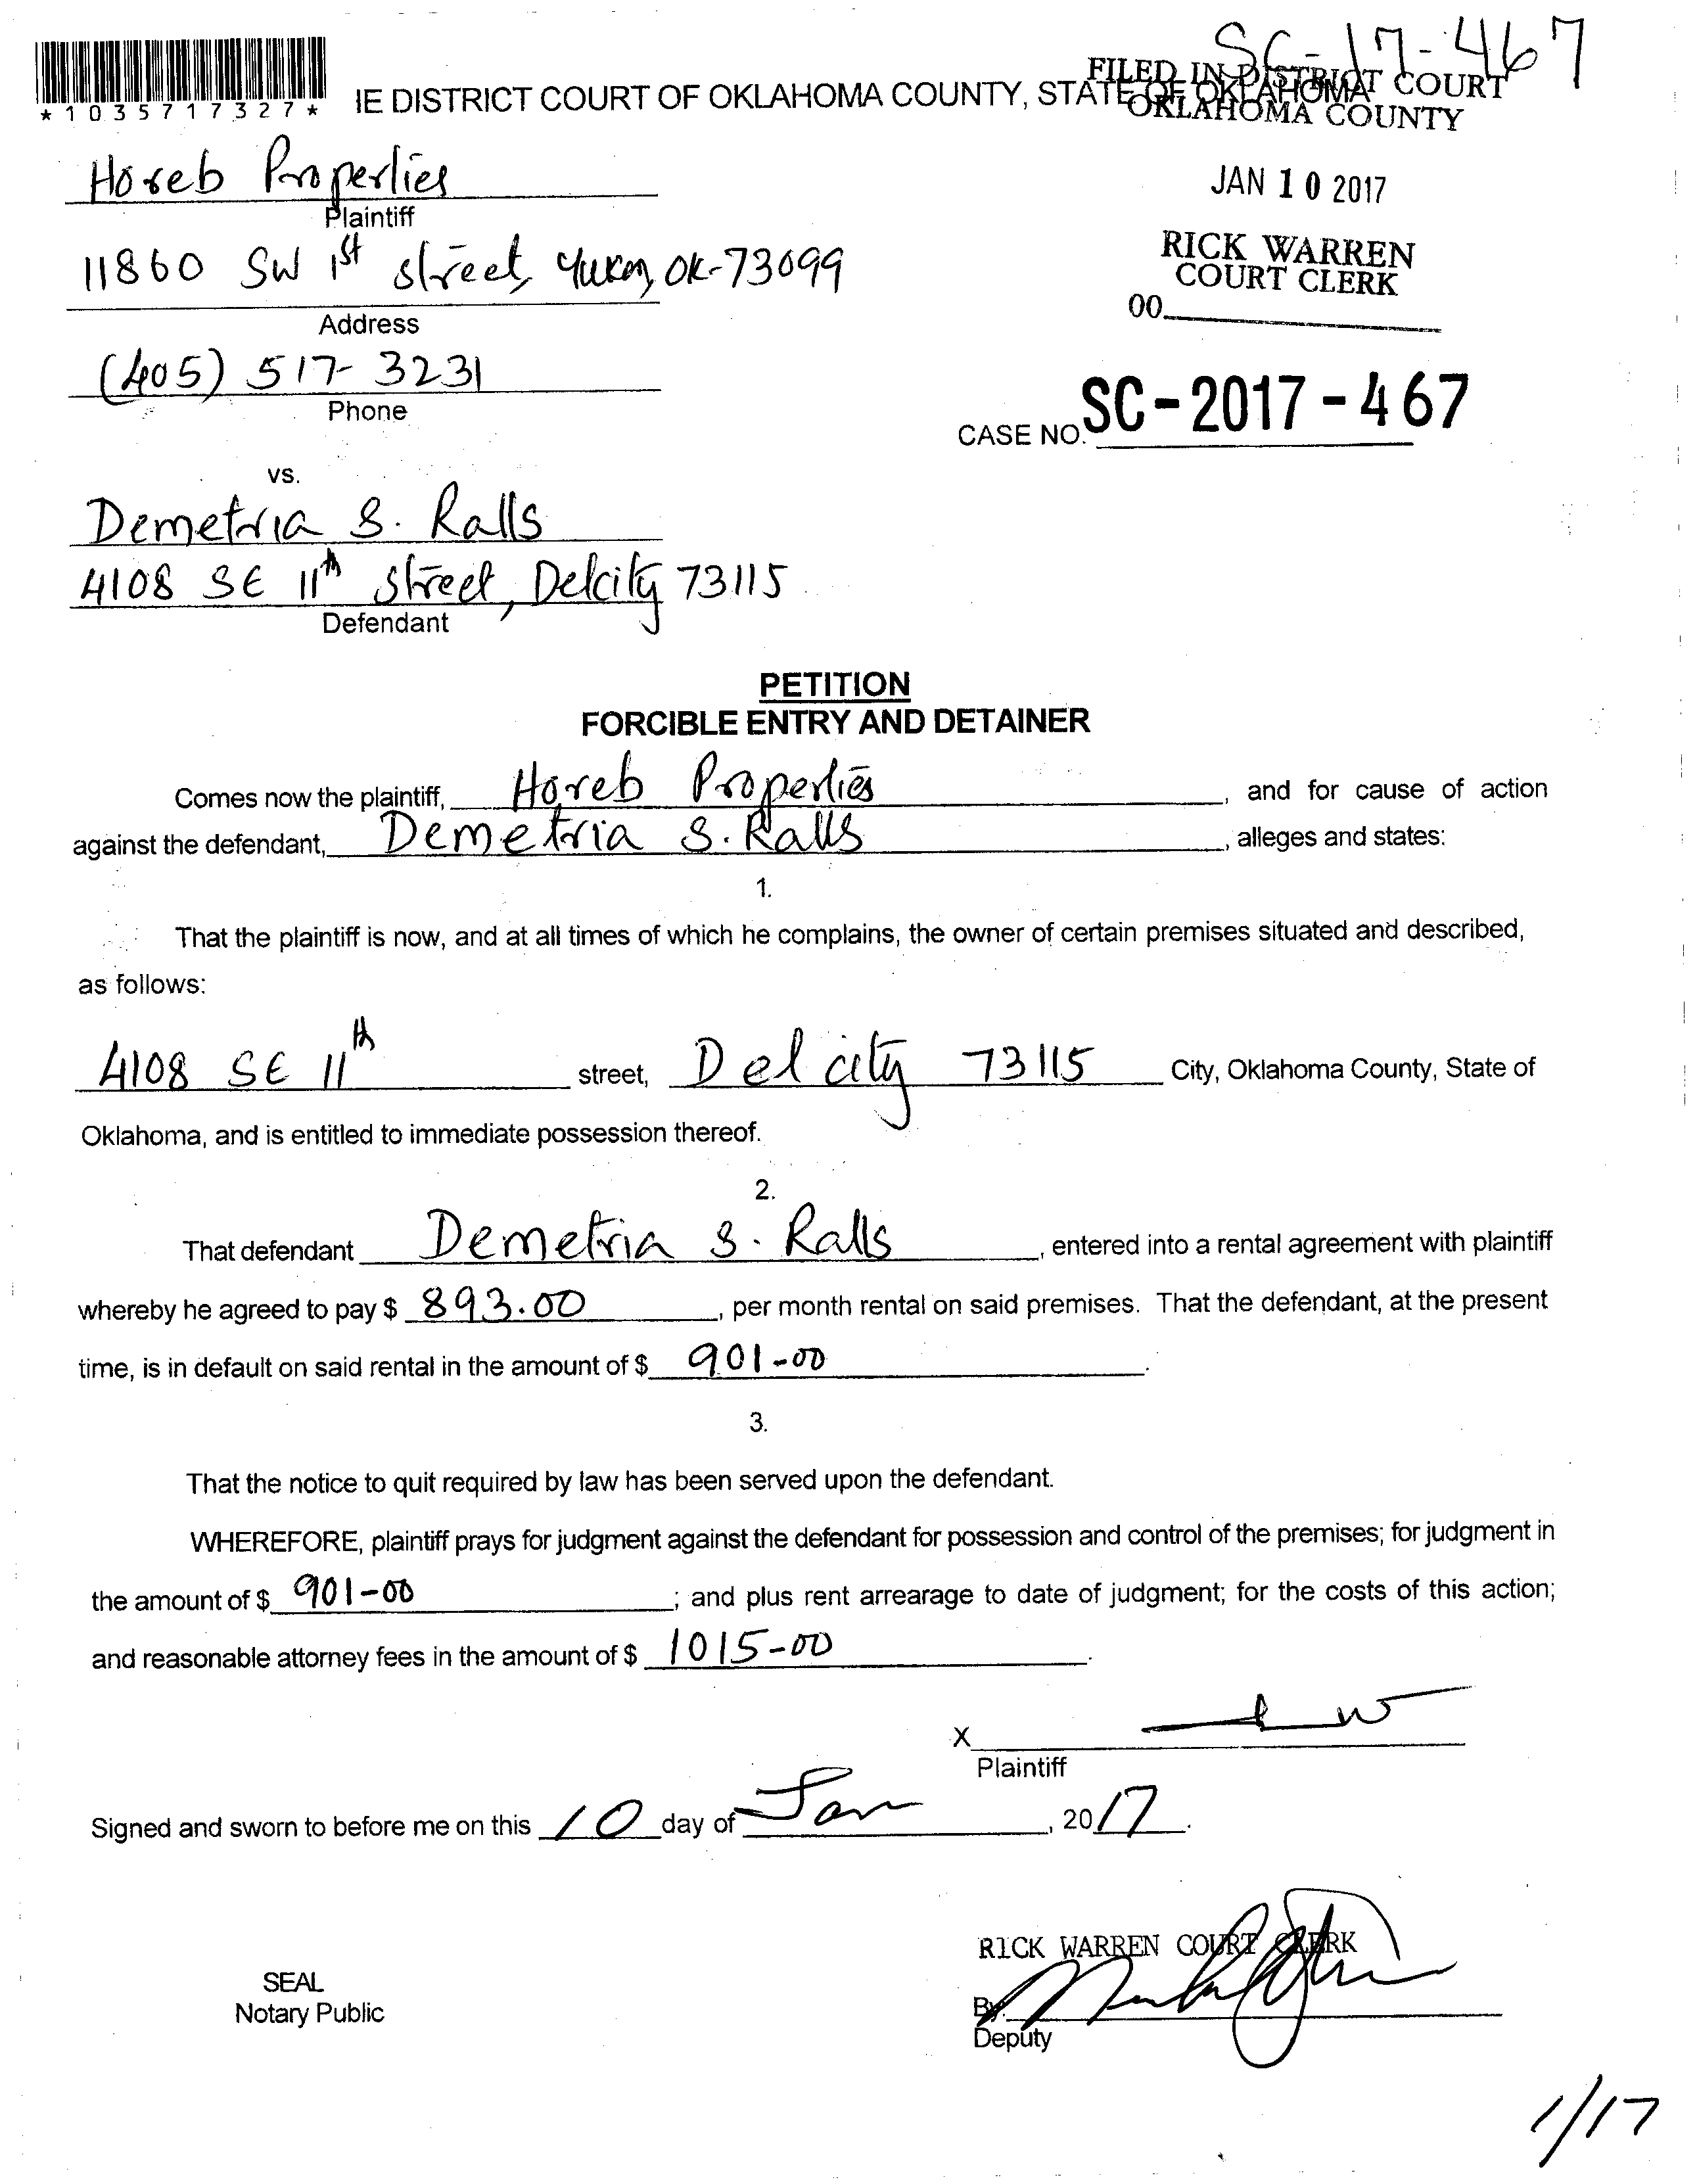 SC-17-467
*1035717327*
IE DISTRICT COURT OF OKLAHOMA COUNTY, STATE OF OKLAHOMA
FILED IN DISTRICT COURT
OKLAHOMA COUNTY
Horeb Properties
Plaintiff
JAN 10 2017
11860 SW 1st street, Yukon, OK-73099
Address
RICK WARREN
COURT CLERK
00
(405) 517-3231
Phone
CASE NO. SC-2017-467
vs.
Demetria S. Ralls
4108 SE 11th street, Delcity 73115
Defendant
PETITION
FORCIBLE ENTRY AND DETAINER
Comes now the plaintiff, Horeb Properties, and for cause of action
against the defendant, Demetria S. Ralls, alleges and states:
1.
That the plaintiff is now, and at all times of which he complains, the owner of certain premises situated and described,
as follows:
4108 SE 11th street, Del city 73115 City, Oklahoma County, State of
Oklahoma, and is entitled to immediate possession thereof.
2.
That defendant Demetria S. Ralls, entered into a rental agreement with plaintiff
whereby he agreed to pay $ 893.00, per month rental on said premises. That the defendant, at the present
time, is in default on said rental in the amount of $ 901-00.
3.
That the notice to quit required by law has been served upon the defendant.
WHEREFORE, plaintiff prays for judgment against the defendant for possession and control of the premises; for judgment in
the amount of $ 901-00; and plus rent arrearage to date of judgment; for the costs of this action;
and reasonable attorney fees in the amount of $ 1015-00.
X
Plaintiff
Signed and sworn to before me on this 10 day of Jan, 2017.
RICK WARREN COURT CLERK
SEAL
Notary Public
By:
Deputy
1/17